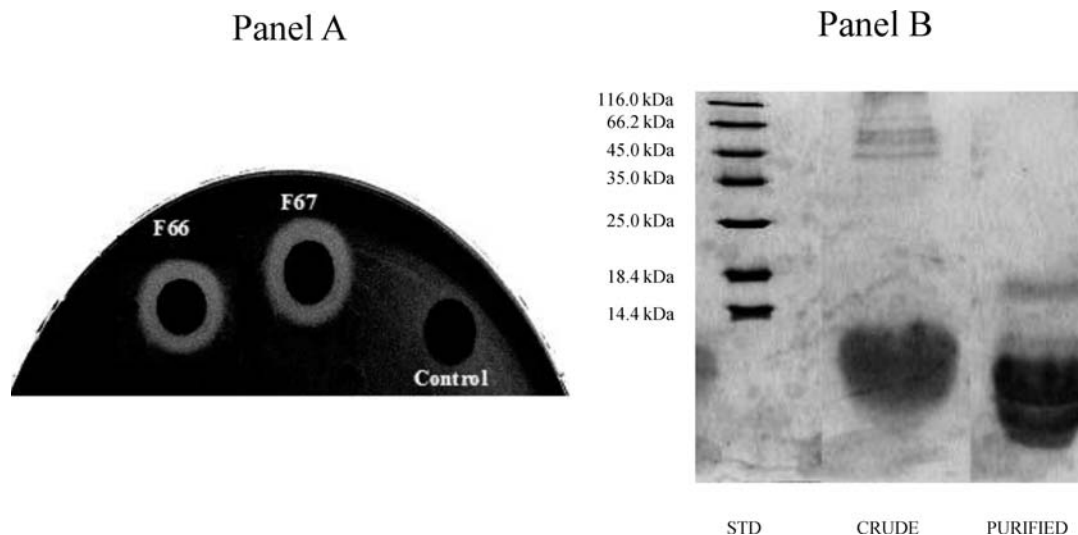 Panel A
Panel B
F66
F67
Control
116.0 kDa
66.2 kDa
45.0 kDa
35.0 kDa
25.0 kDa
18.4 kDa
14.4 kDa
STD
CRUDE
PURIFIED